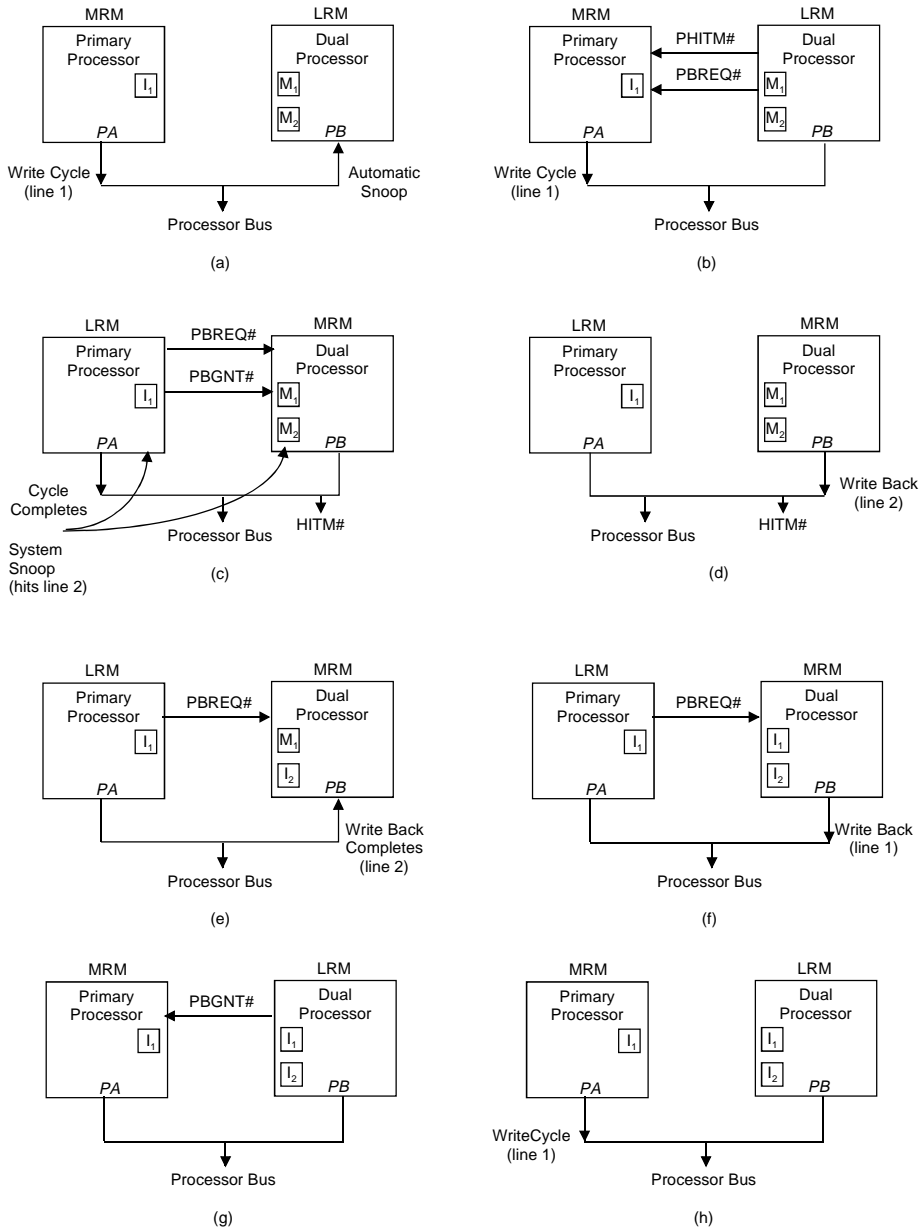 MRM
Primary
Processor
I₁
PA
LRM
Dual
Processor
M₁
M₂
PB
Write Cycle
(line 1)
Automatic
Snoop
Processor Bus
(a)
MRM
Primary
Processor
I₁
PA
PHITM#
PBREQ#
LRM
Dual
Processor
M₁
M₂
PB
Write Cycle
(line 1)
Processor Bus
(b)
LRM
Primary
Processor
I₁
PA
PBREQ#
PBGNT#
MRM
Dual
Processor
M₁
M₂
PB
Cycle
Completes
Processor Bus
HITM#
System
Snoop
(hits line 2)
(c)
LRM
Primary
Processor
I₁
PA
MRM
Dual
Processor
M₁
M₂
PB
Write Back
(line 2)
Processor Bus
HITM#
(d)
LRM
Primary
Processor
I₁
PA
PBREQ#
MRM
Dual
Processor
M₁
I₂
PB
Write Back
Completes
(line 2)
Processor Bus
(e)
LRM
Primary
Processor
I₁
PA
PBREQ#
MRM
Dual
Processor
I₁
I₂
PB
Write Back
(line 1)
Processor Bus
(f)
MRM
Primary
Processor
I₁
PA
PBGNT#
LRM
Dual
Processor
I₁
I₂
PB
Processor Bus
(g)
MRM
Primary
Processor
I₁
PA
LRM
Dual
Processor
I₁
I₂
PB
WriteCycle
(line 1)
Processor Bus
(h)